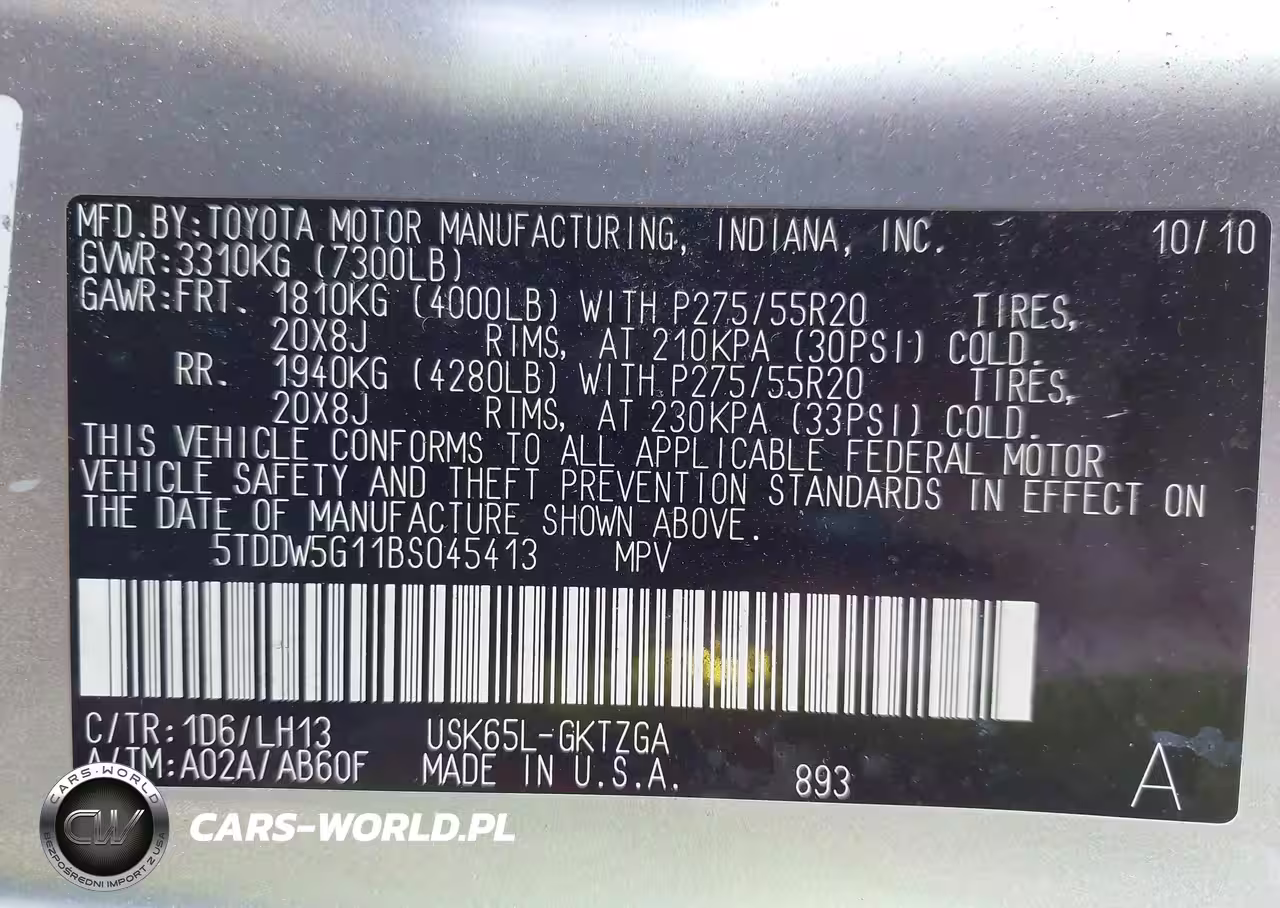 MFD.BY:TOYOTA MOTOR MANUFACTURING, INDIANA, INC. 10/10
GVWR:3310KG (7300LB)
GAWR:FRT. 1810KG (4000LB) WITH P275/55R20 TIRES,
20X8J RIMS, AT 210KPA (30PSI) COLD.
RR. 1940KG (4280LB) WITH P275/55R20 TIRES,
20X8J RIMS, AT 230KPA (33PSI) COLD.
THIS VEHICLE CONFORMS TO ALL APPLICABLE FEDERAL MOTOR
VEHICLE SAFETY AND THEFT PREVENTION STANDARDS IN EFFECT ON
THE DATE OF MANUFACTURE SHOWN ABOVE.
5TDDW5G11BS045413 MPV
C/TR:1D6/LH13 USK65L-GKTZGA
A/TM:A02A/AB60F MADE IN U.S.A. 893 A
CARS-WORLD
CW
BEZPOŚREDNI IMPORT Z USA
CARS-WORLD.PL